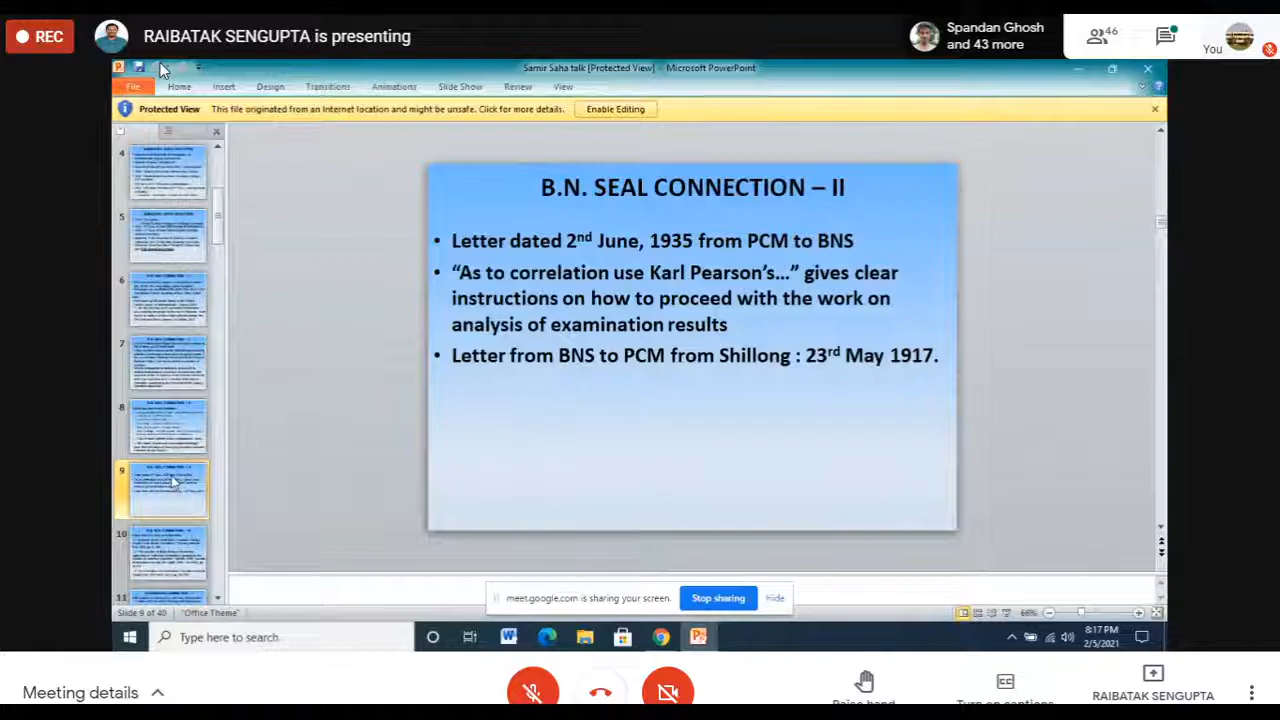 REC
RAIBATAK SENGUPTA is presenting
Spandan Ghosh
and 43 more
46
You
Samir Saha talk [Protected View] - Microsoft PowerPoint
File Home Insert Design Transitions Animations Slide Show Review View
Protected View This file originated from an Internet location and might be unsafe. Click for more details. Enable Editing
4
5
6
7
8
9
10
11
B.N. SEAL CONNECTION – II
• Letter dated 2nd June, 1935 from PCM to BNS
• “As to correlation use Karl Pearson’s...” gives clear
instructions on how to proceed with the work on
analysis of examination results
• Letter from BNS to PCM from Shillong : 23rd May 1917.
meet.google.com is sharing your screen. Stop sharing Hide
Slide 9 of 40 "Office Theme" 66%
Type here to search
8:17 PM
2/5/2021
Meeting details
Raise hand
Turn on captions
RAIBATAK SENGUPTA